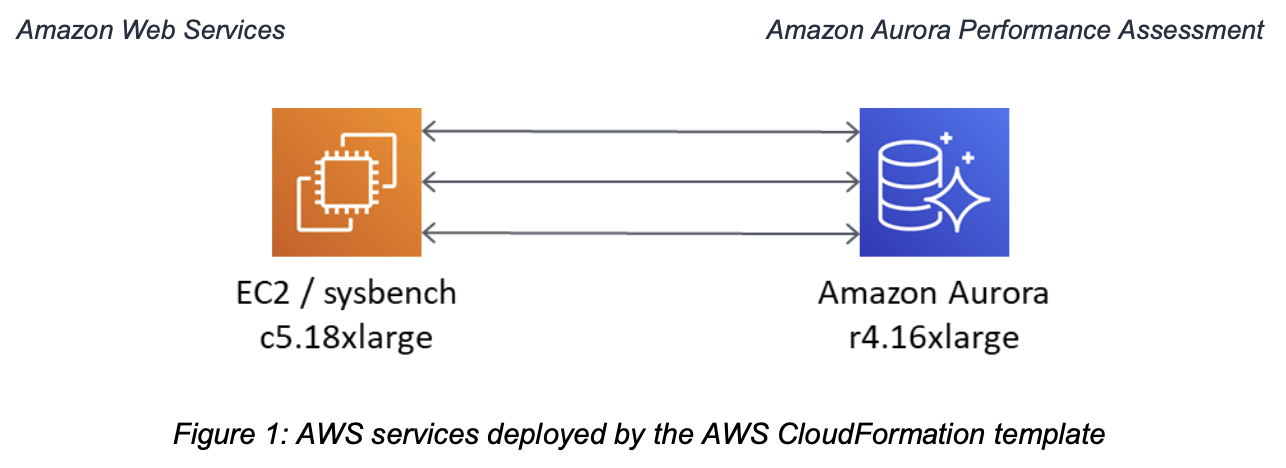 Amazon Web Services
Amazon Aurora Performance Assessment
EC2 / sysbench
c5.18xlarge
Amazon Aurora
r4.16xlarge
Figure 1: AWS services deployed by the AWS CloudFormation template